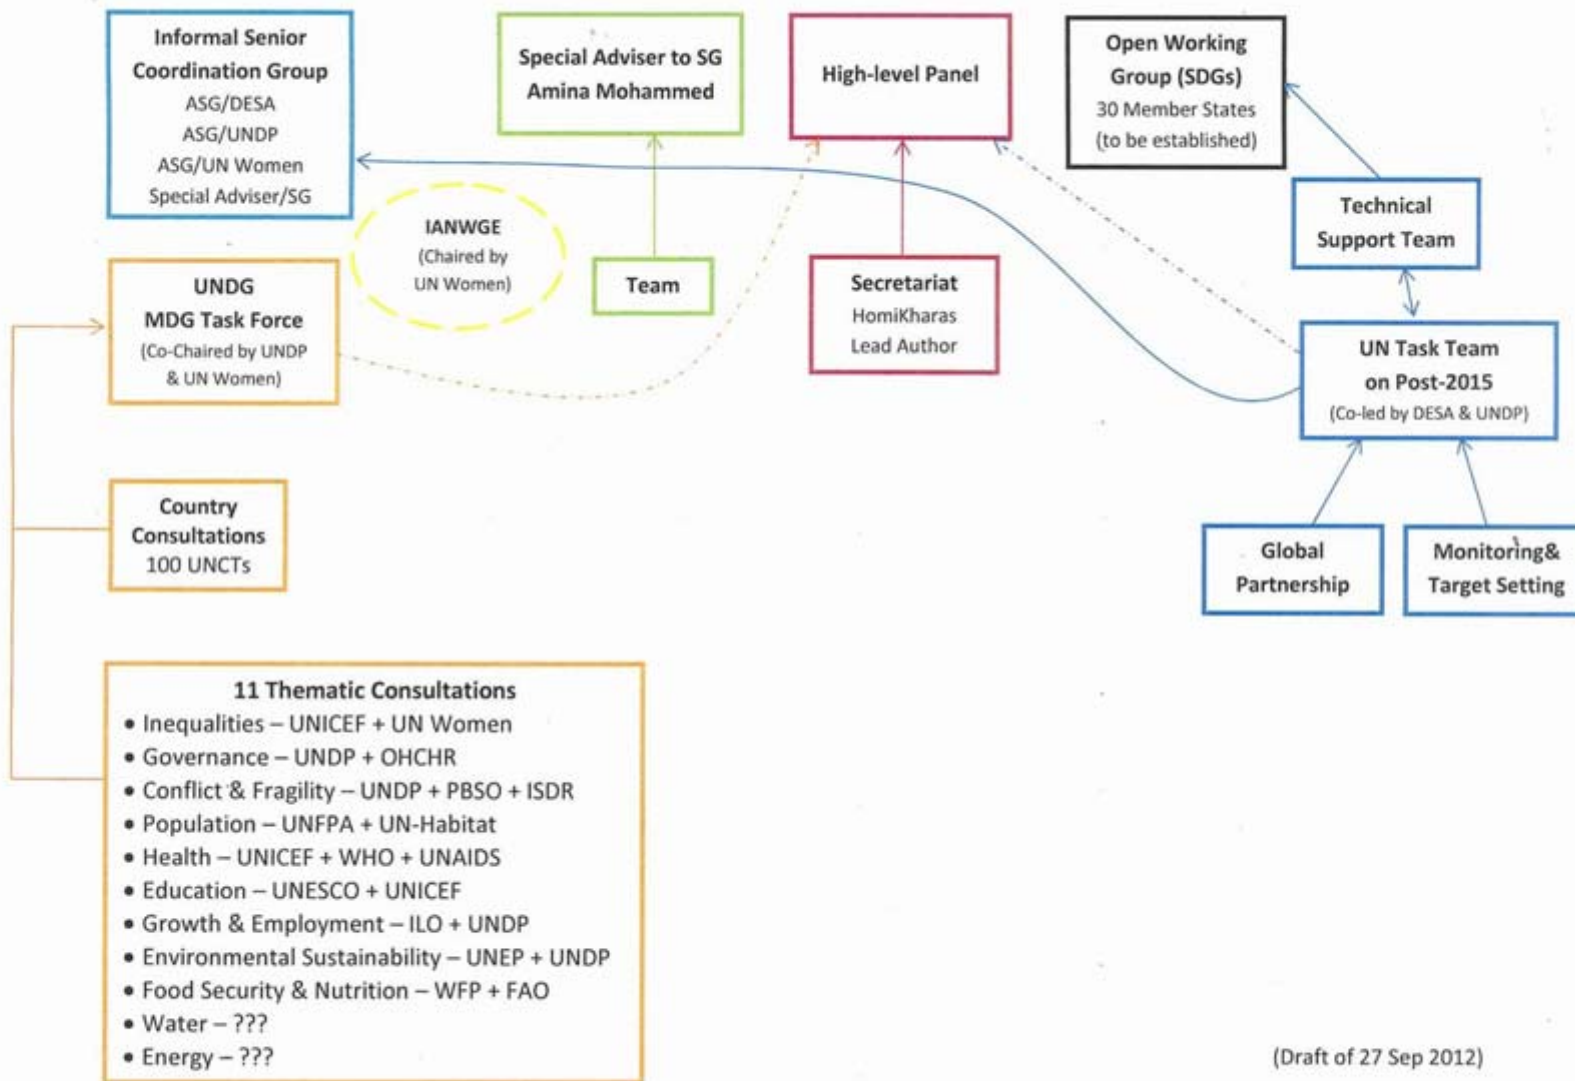 Informal Senior
Coordination Group
ASG/DESA
ASG/UNDP
ASG/UN Women
Special Adviser/SG
Special Adviser to SG
Amina Mohammed
High-level Panel
Open Working
Group (SDGs)
30 Member States
(to be established)
IANWGE
(Chaired by
UN Women)
Technical
Support Team
UNDG
MDG Task Force
(Co-Chaired by UNDP
& UN Women)
Team
Secretariat
HomiKharas
Lead Author
UN Task Team
on Post-2015
(Co-led by DESA & UNDP)
Country
Consultations
100 UNCTs
Global
Partnership
Monitoring&
Target Setting
11 Thematic Consultations
• Inequalities – UNICEF + UN Women
• Governance – UNDP + OHCHR
• Conflict & Fragility – UNDP + PBSO + ISDR
• Population – UNFPA + UN-Habitat
• Health – UNICEF + WHO + UNAIDS
• Education – UNESCO + UNICEF
• Growth & Employment – ILO + UNDP
• Environmental Sustainability – UNEP + UNDP
• Food Security & Nutrition – WFP + FAO
• Water – ???
• Energy – ???
(Draft of 27 Sep 2012)